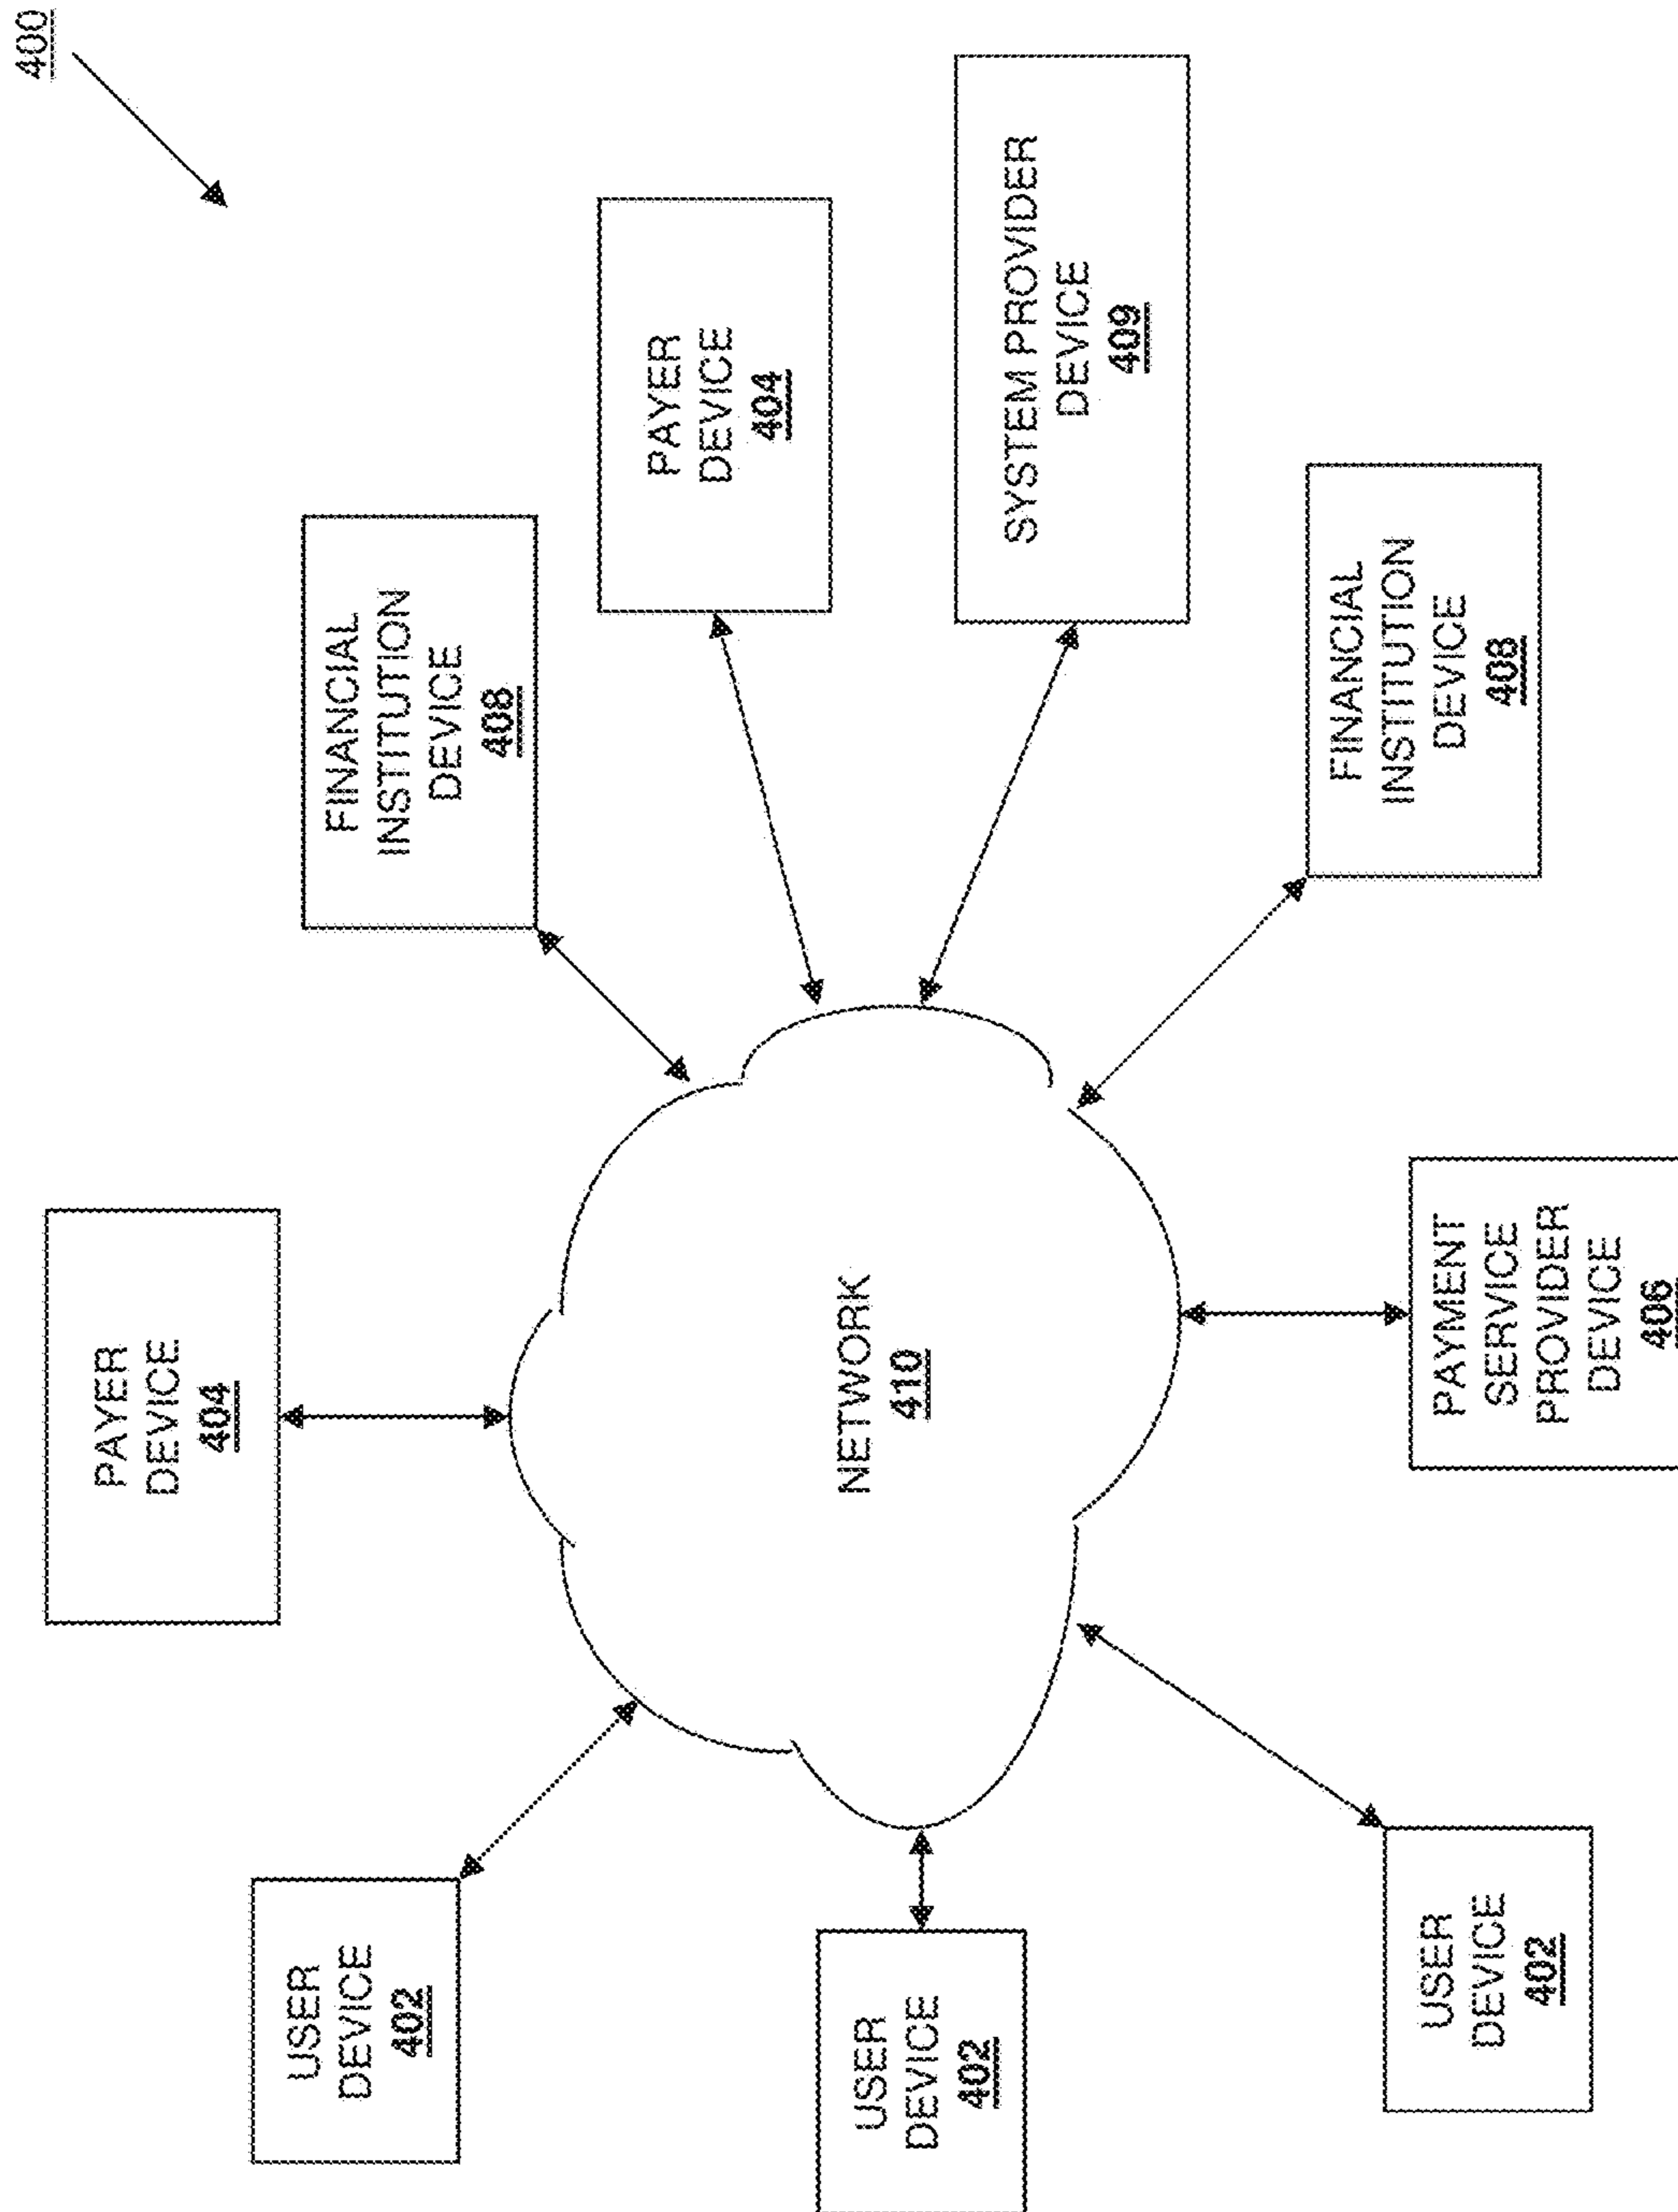 400
PAYER
DEVICE
404
FINANCIAL
INSTITUTION
DEVICE
408
PAYER
DEVICE
404
SYSTEM PROVIDER
DEVICE
409
FINANCIAL
INSTITUTION
DEVICE
408
USER
DEVICE
402
NETWORK
410
USER
DEVICE
402
USER
DEVICE
402
PAYMENT
SERVICE
PROVIDER
DEVICE
406